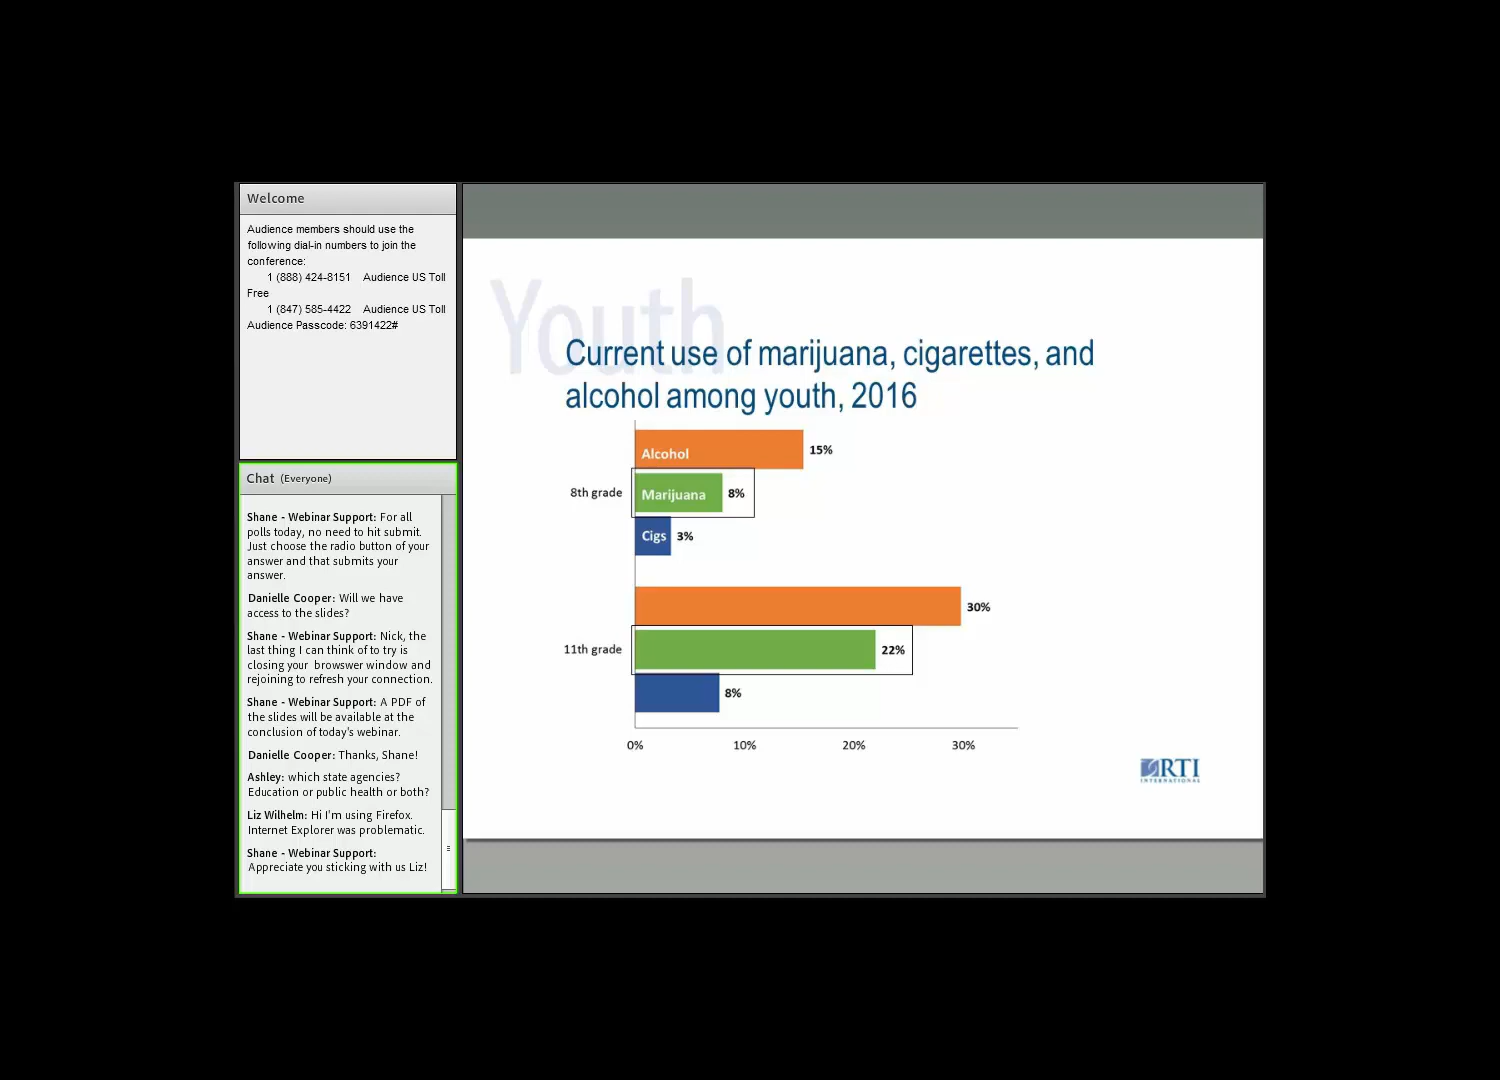 Welcome
Audience members should use the
following dial-in numbers to join the
conference:
1 (888) 424-8151 Audience US Toll
Free
1 (847) 585-4422 Audience US Toll
Audience Passcode: 6391422#
Chat (Everyone)
Shane - Webinar Support: For all
polls today, no need to hit submit.
Just choose the radio button of your
answer and that submits your
answer.
Danielle Cooper: Will we have
access to the slides?
Shane - Webinar Support: Nick, the
last thing I can think of to try is
closing your browswer window and
rejoining to refresh your connection.
Shane - Webinar Support: A PDF of
the slides will be available at the
conclusion of today's webinar.
Danielle Cooper: Thanks, Shane!
Ashley: which state agencies?
Education or public health or both?
Liz Wilhelm: Hi I'm using Firefox.
Internet Explorer was problematic.
Shane - Webinar Support:
Appreciate you sticking with us Liz!
Youth
Current use of marijuana, cigarettes, and
alcohol among youth, 2016
Alcohol 15%
8th grade Marijuana 8%
Cigs 3%
30%
11th grade 22%
8%
0% 10% 20% 30%
RTI
INTERNATIONAL